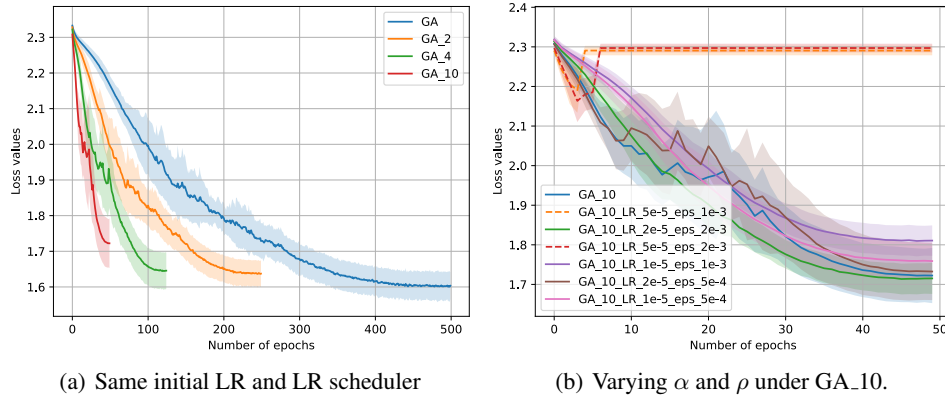 2.3
2.2
2.1
2.0
1.9
1.8
1.7
1.6
Loss values
0 100 200 300 400 500
Number of epochs
GA
GA_2
GA_4
GA_10
(a) Same initial LR and LR scheduler
2.4
2.3
2.2
2.1
2.0
1.9
1.8
1.7
Loss values
0 10 20 30 40 50
Number of epochs
GA_10
GA_10_LR_5e-5_eps_1e-3
GA_10_LR_2e-5_eps_2e-3
GA_10_LR_5e-5_eps_2e-3
GA_10_LR_1e-5_eps_1e-3
GA_10_LR_2e-5_eps_5e-4
GA_10_LR_1e-5_eps_5e-4
(b) Varying α and ρ under GA_10.